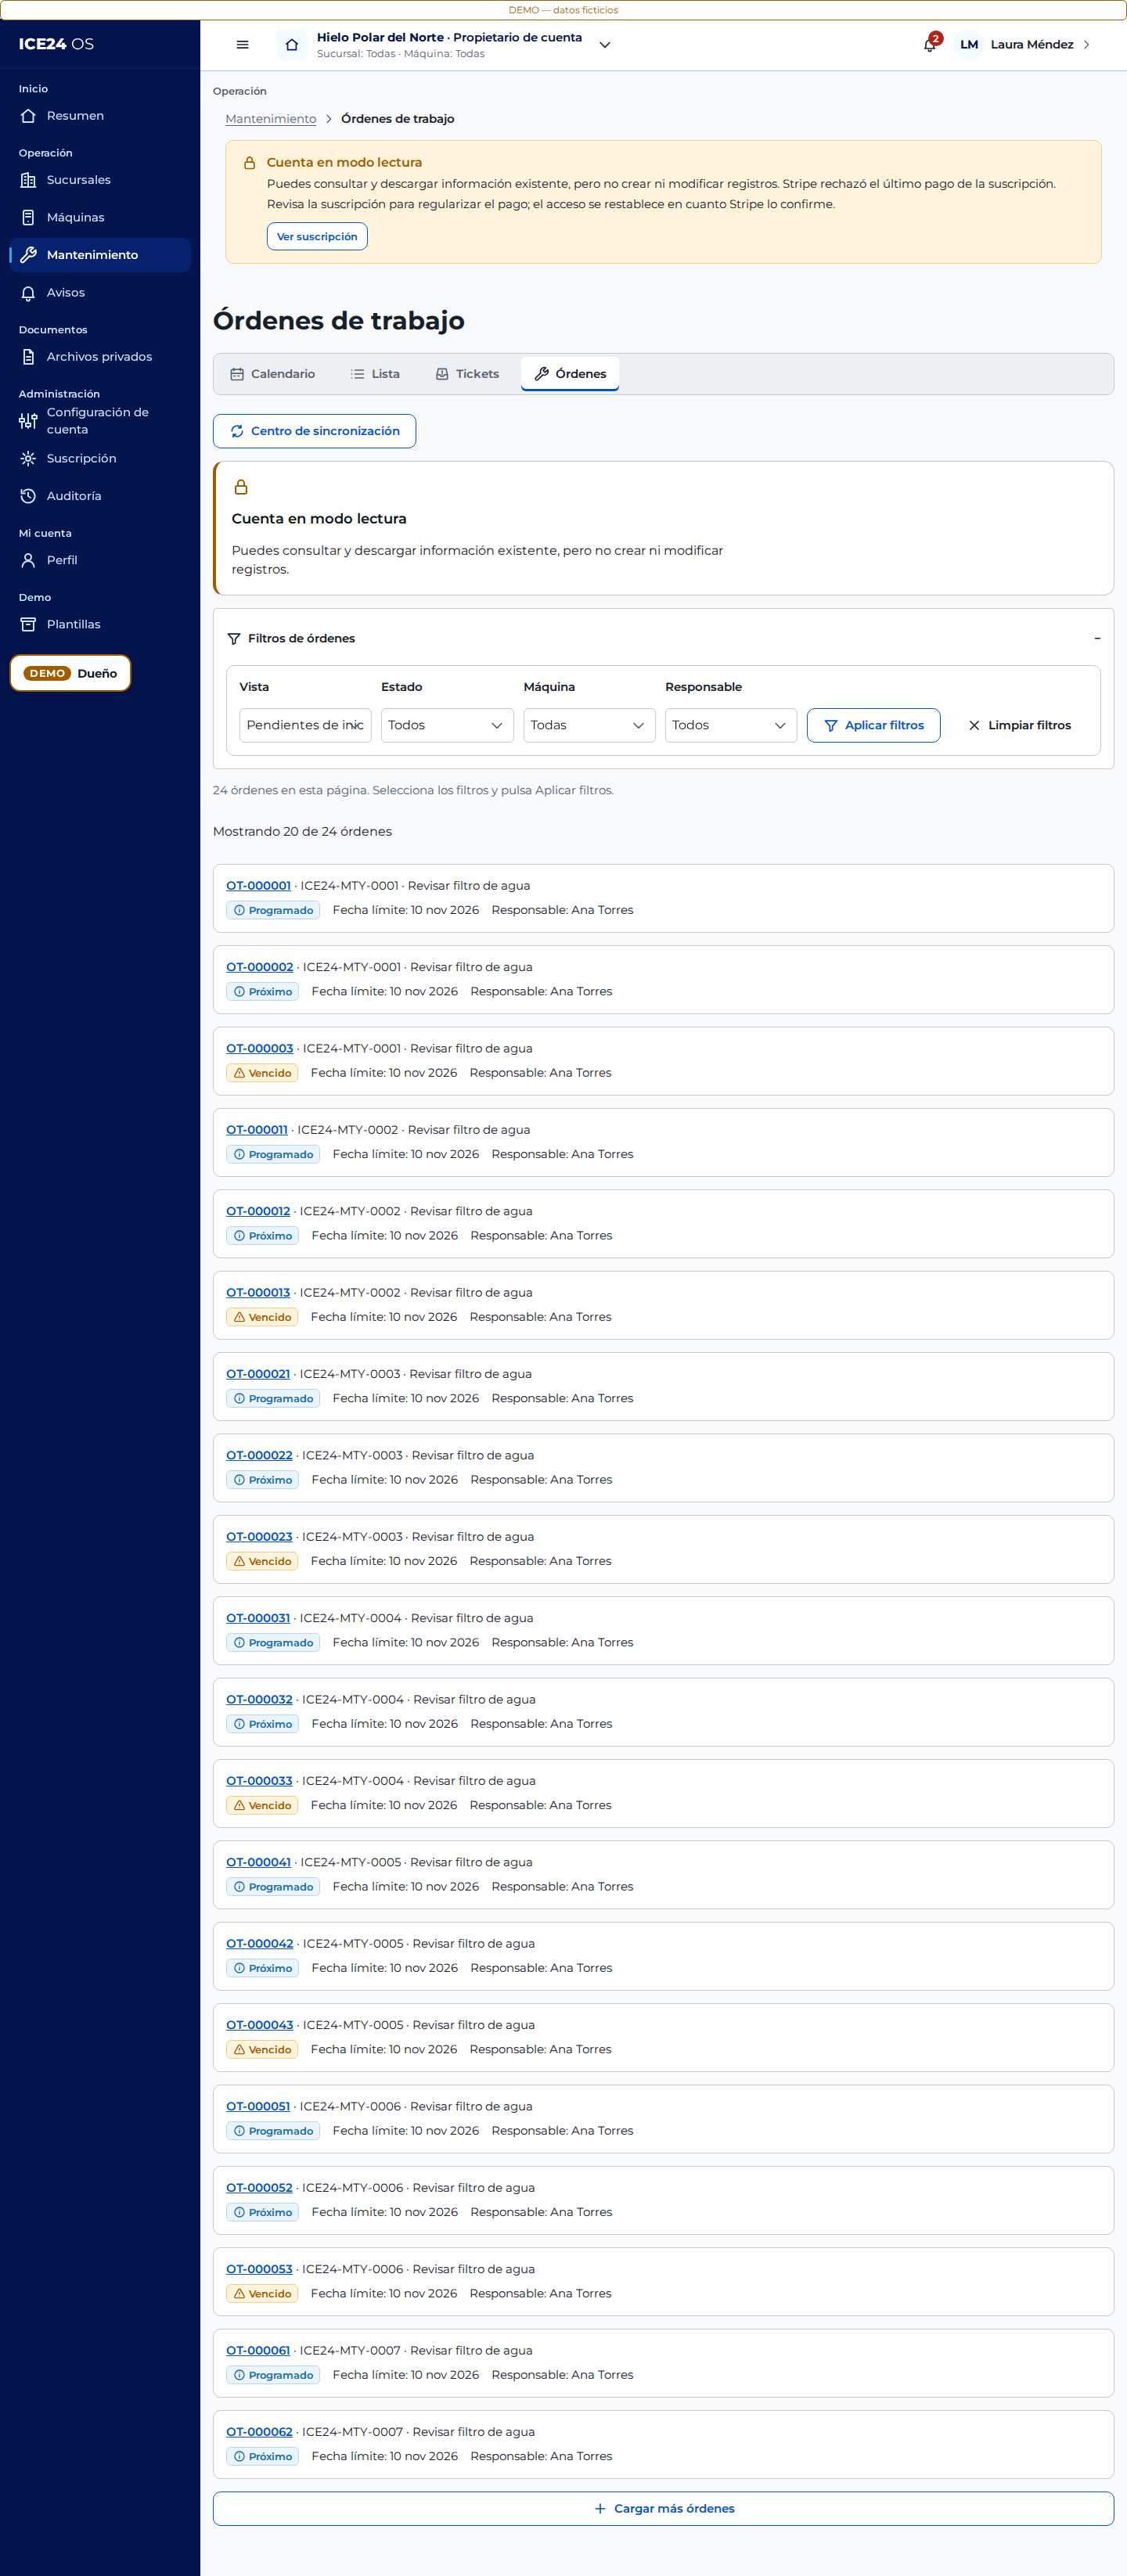 DEMO — datos ficticios
ICE24 OS
Inicio
Resumen
Operación
Sucursales
Máquinas
Mantenimiento
Avisos
Documentos
Archivos privados
Administración
Configuración de
cuenta
Suscripción
Auditoría
Mi cuenta
Perfil
Demo
Plantillas
DEMO Dueño
Hielo Polar del Norte · Propietario de cuenta
Sucursal: Todas · Máquina: Todas
2
LM Laura Méndez
Operación
Mantenimiento > Órdenes de trabajo
Cuenta en modo lectura
Puedes consultar y descargar información existente, pero no crear ni modificar registros. Stripe rechazó el último pago de la suscripción.
Revisa la suscripción para regularizar el pago; el acceso se restablece en cuanto Stripe lo confirme.
Ver suscripción
Órdenes de trabajo
Calendario Lista Tickets Órdenes
Centro de sincronización
Cuenta en modo lectura
Puedes consultar y descargar información existente, pero no crear ni modificar
registros.
Filtros de órdenes −
Vista Estado Máquina Responsable
Pendientes de inic Todos Todas Todos Aplicar filtros Limpiar filtros
24 órdenes en esta página. Selecciona los filtros y pulsa Aplicar filtros.
Mostrando 20 de 24 órdenes
OT-000001 · ICE24-MTY-0001 · Revisar filtro de agua
Programado Fecha límite: 10 nov 2026 Responsable: Ana Torres
OT-000002 · ICE24-MTY-0001 · Revisar filtro de agua
Próximo Fecha límite: 10 nov 2026 Responsable: Ana Torres
OT-000003 · ICE24-MTY-0001 · Revisar filtro de agua
Vencido Fecha límite: 10 nov 2026 Responsable: Ana Torres
OT-000011 · ICE24-MTY-0002 · Revisar filtro de agua
Programado Fecha límite: 10 nov 2026 Responsable: Ana Torres
OT-000012 · ICE24-MTY-0002 · Revisar filtro de agua
Próximo Fecha límite: 10 nov 2026 Responsable: Ana Torres
OT-000013 · ICE24-MTY-0002 · Revisar filtro de agua
Vencido Fecha límite: 10 nov 2026 Responsable: Ana Torres
OT-000021 · ICE24-MTY-0003 · Revisar filtro de agua
Programado Fecha límite: 10 nov 2026 Responsable: Ana Torres
OT-000022 · ICE24-MTY-0003 · Revisar filtro de agua
Próximo Fecha límite: 10 nov 2026 Responsable: Ana Torres
OT-000023 · ICE24-MTY-0003 · Revisar filtro de agua
Vencido Fecha límite: 10 nov 2026 Responsable: Ana Torres
OT-000031 · ICE24-MTY-0004 · Revisar filtro de agua
Programado Fecha límite: 10 nov 2026 Responsable: Ana Torres
OT-000032 · ICE24-MTY-0004 · Revisar filtro de agua
Próximo Fecha límite: 10 nov 2026 Responsable: Ana Torres
OT-000033 · ICE24-MTY-0004 · Revisar filtro de agua
Vencido Fecha límite: 10 nov 2026 Responsable: Ana Torres
OT-000041 · ICE24-MTY-0005 · Revisar filtro de agua
Programado Fecha límite: 10 nov 2026 Responsable: Ana Torres
OT-000042 · ICE24-MTY-0005 · Revisar filtro de agua
Próximo Fecha límite: 10 nov 2026 Responsable: Ana Torres
OT-000043 · ICE24-MTY-0005 · Revisar filtro de agua
Vencido Fecha límite: 10 nov 2026 Responsable: Ana Torres
OT-000051 · ICE24-MTY-0006 · Revisar filtro de agua
Programado Fecha límite: 10 nov 2026 Responsable: Ana Torres
OT-000052 · ICE24-MTY-0006 · Revisar filtro de agua
Próximo Fecha límite: 10 nov 2026 Responsable: Ana Torres
OT-000053 · ICE24-MTY-0006 · Revisar filtro de agua
Vencido Fecha límite: 10 nov 2026 Responsable: Ana Torres
OT-000061 · ICE24-MTY-0007 · Revisar filtro de agua
Programado Fecha límite: 10 nov 2026 Responsable: Ana Torres
OT-000062 · ICE24-MTY-0007 · Revisar filtro de agua
Próximo Fecha límite: 10 nov 2026 Responsable: Ana Torres
Cargar más órdenes